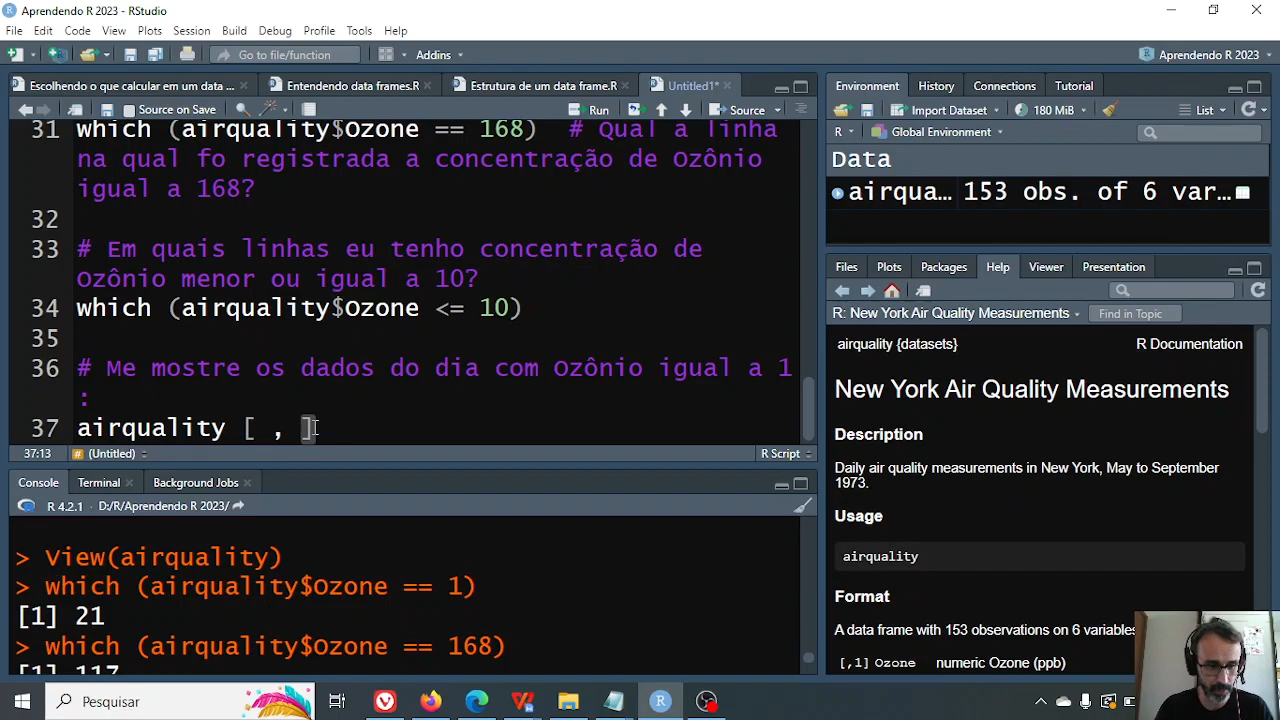 Aprendendo R 2023 - RStudio
File Edit Code View Plots Session Build Debug Profile Tools Help
Go to file/function Addins Aprendendo R 2023
Escolhendo o que calcular em um data ... Entendendo data frames.R Estrutura de um data frame.R Untitled1*
Source on Save Run Source
31 which (airquality$Ozone == 168) # Qual a linha
na qual fo registrada a concentração de Ozônio
igual a 168?
32
33 # Em quais linhas eu tenho concentração de
Ozônio menor ou igual a 10?
34 which (airquality$Ozone <= 10)
35
36 # Me mostre os dados do dia com Ozônio igual a 1
:
37 airquality [ , ]
37:13 (Untitled) R Script
Console Terminal Background Jobs
R 4.2.1 · D:/R/Aprendendo R 2023/
> View(airquality)
> which (airquality$Ozone == 1)
[1] 21
> which (airquality$Ozone == 168)
[1] 117
Environment History Connections Tutorial
Import Dataset 180 MiB List
R Global Environment
Data
airqua... 153 obs. of 6 var...
Files Plots Packages Help Viewer Presentation
R: New York Air Quality Measurements Find in Topic
airquality {datasets} R Documentation
New York Air Quality Measurements
Description
Daily air quality measurements in New York, May to September
1973.
Usage
airquality
Format
A data frame with 153 observations on 6 variables
[,1] Ozone numeric Ozone (ppb)
Pesquisar